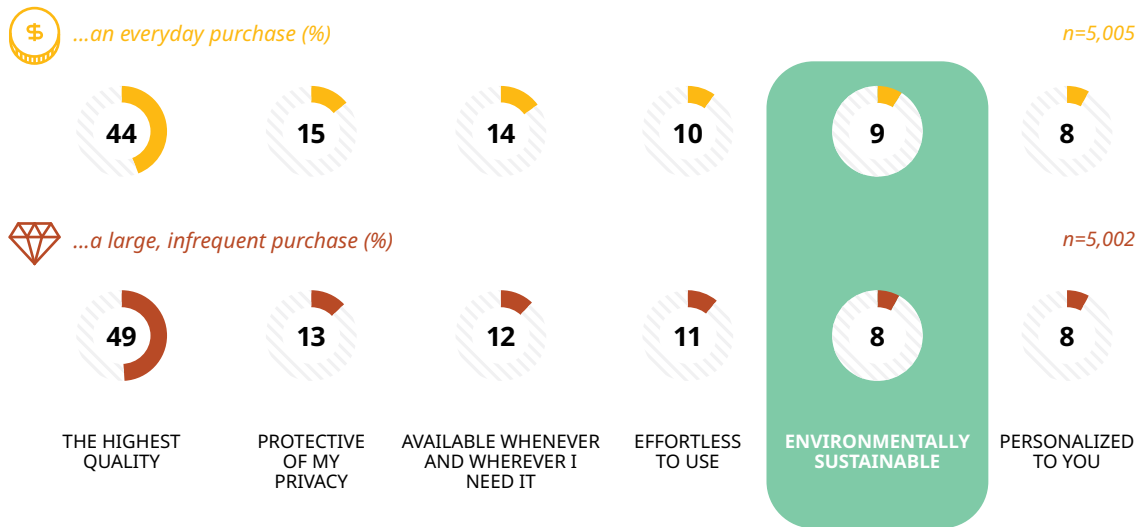 $
...an everyday purchase (%)
n=5,005
44
15
14
10
9
8
...a large, infrequent purchase (%)
n=5,002
49
13
12
11
8
8
THE HIGHEST
QUALITY
PROTECTIVE
OF MY
PRIVACY
AVAILABLE WHENEVER
AND WHEREVER I
NEED IT
EFFORTLESS
TO USE
ENVIRONMENTALLY
SUSTAINABLE
PERSONALIZED
TO YOU